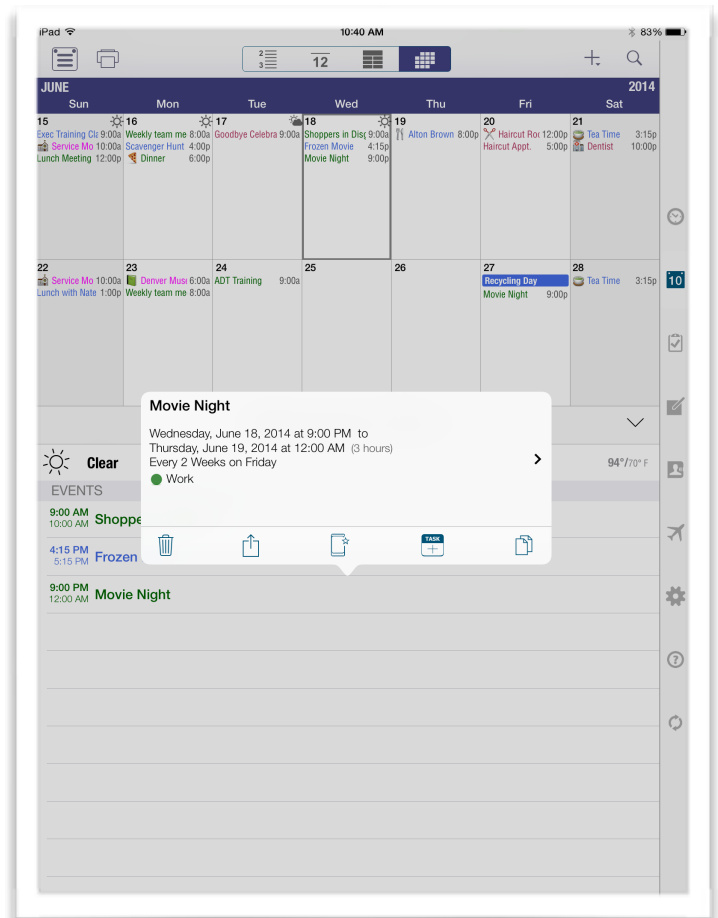 iPad 10:40 AM 83%
2 3 12
JUNE 2014
Sun Mon Tue Wed Thu Fri Sat
15 16 17 18 19 20 21
Exec Training Cla 9:00a Weekly team me 8:00a Goodbye Celebra 9:00a Shoppers in Disg 9:00a Alton Brown 8:00p Haircut Roc 12:00p Tea Time 3:15p
Service Mo 10:00a Scavenger Hunt 4:00p Frozen Movie 4:15p Haircut Appt. 5:00p Dentist 10:00p
Lunch Meeting 12:00p Dinner 6:00p Movie Night 9:00p
22 23 24 25 26 27 28
Service Mo 10:00a Denver Muse 6:00a ADT Training 9:00a Recycling Day Tea Time 3:15p
Lunch with Nate 1:00p Weekly team me 8:00a Movie Night 9:00p
10
Movie Night
Wednesday, June 18, 2014 at 9:00 PM to
Thursday, June 19, 2014 at 12:00 AM (3 hours)
Every 2 Weeks on Friday
Work
TASK
Clear 94°/70° F
EVENTS
9:00 AM
10:00 AM Shoppe
4:15 PM
5:15 PM Frozen
9:00 PM
12:00 AM Movie Night